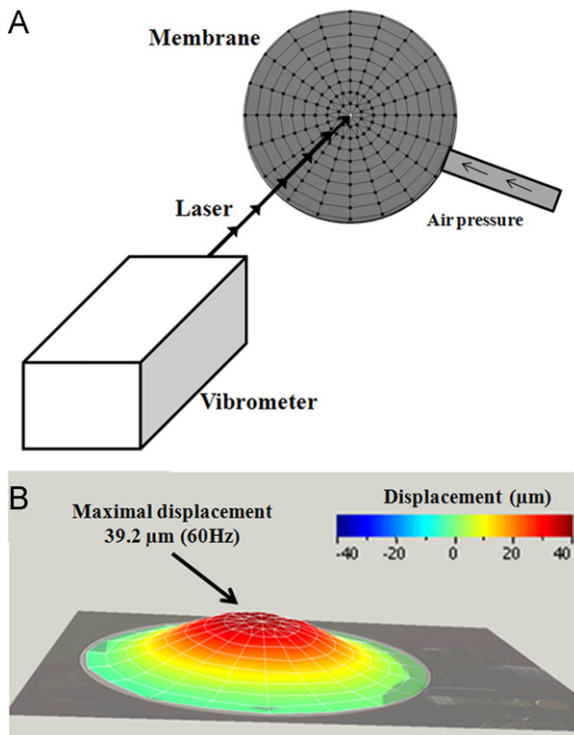 A
Membrane
Laser
Air pressure
Vibrometer
B
Maximal displacement
39.2 µm (60Hz)
Displacement (µm)
-40 -20 0 20 40